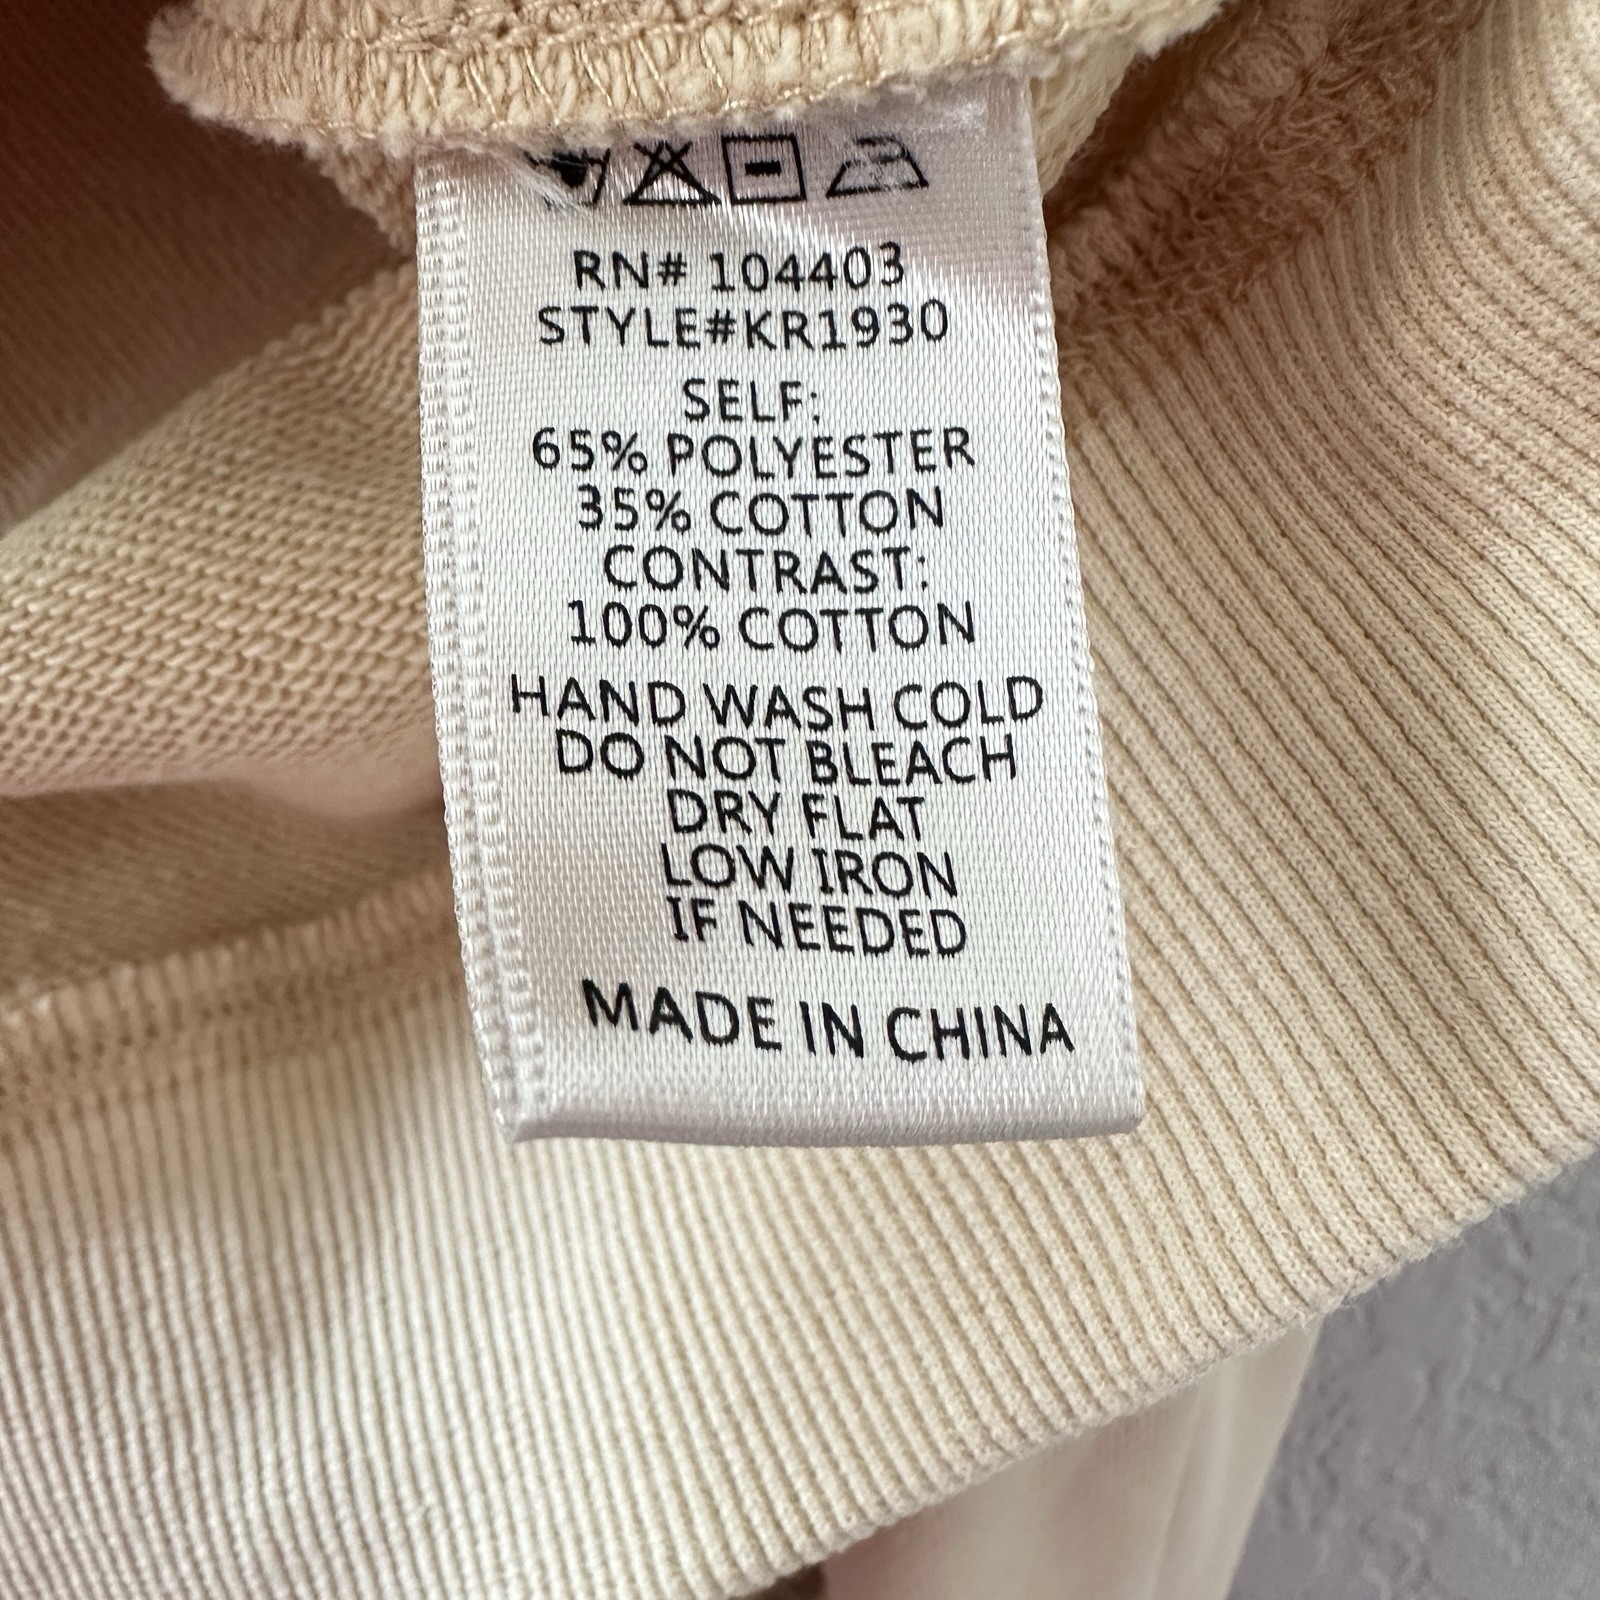 RN# 104403
STYLE#KR1930
SELF:
65% POLYESTER
35% COTTON
CONTRAST:
100% COTTON
HAND WASH COLD
DO NOT BLEACH
DRY FLAT
LOW IRON
IF NEEDED
MADE IN CHINA